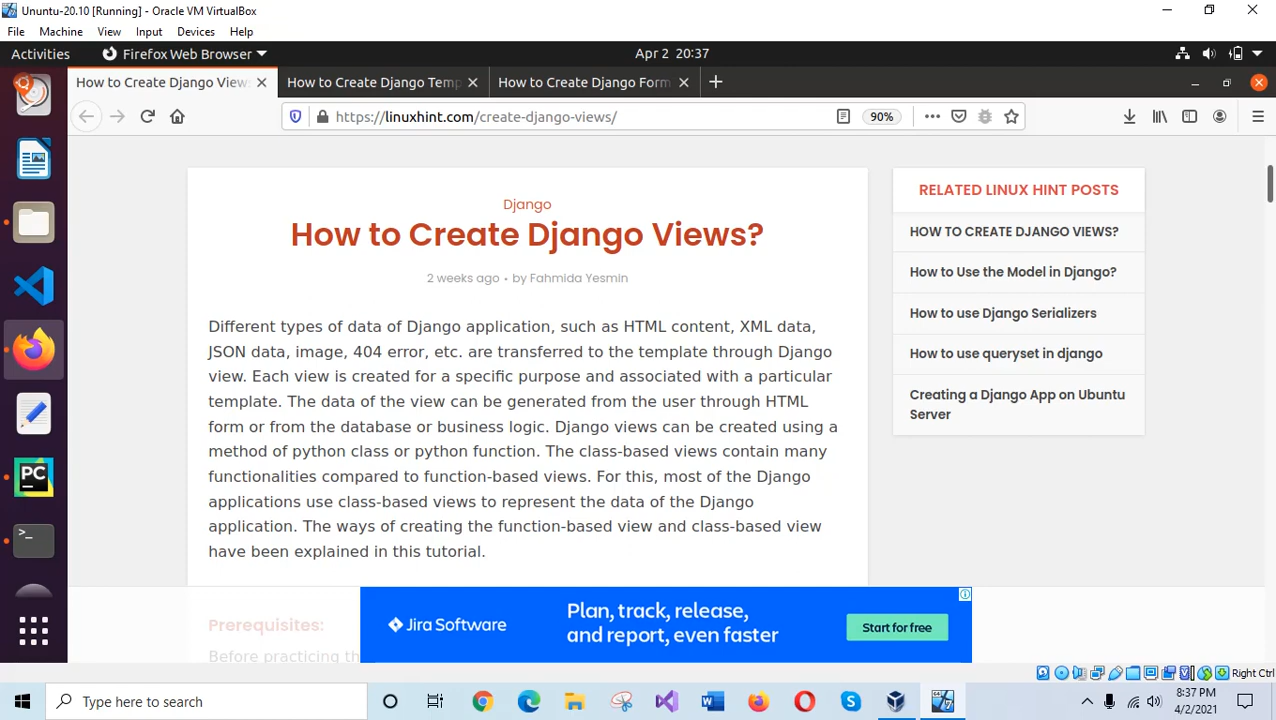 Ununtu-20.10 [Running] - Oracle VM VirtualBox
File Machine View Input Devices Help
Activities Firefox Web Browser Apr 2 20:37
How to Create Django View How to Create Django Temp How to Create Django Form
https://linuxhint.com/create-django-views/ 90%
Django
How to Create Django Views?
2 weeks ago • by Fahmida Yesmin
Different types of data of Django application, such as HTML content, XML data,
JSON data, image, 404 error, etc. are transferred to the template through Django
view. Each view is created for a specific purpose and associated with a particular
template. The data of the view can be generated from the user through HTML
form or from the database or business logic. Django views can be created using a
method of python class or python function. The class-based views contain many
functionalities compared to function-based views. For this, most of the Django
applications use class-based views to represent the data of the Django
application. The ways of creating the function-based view and class-based view
have been explained in this tutorial.
Prerequisites:
Before practicing th
RELATED LINUX HINT POSTS
HOW TO CREATE DJANGO VIEWS?
How to Use the Model in Django?
How to use Django Serializers
How to use queryset in django
Creating a Django App on Ubuntu
Server
Jira Software
Plan, track, release,
and report, even faster
Start for free
PC
Right Ctrl
Type here to search
8:37 PM
4/2/2021